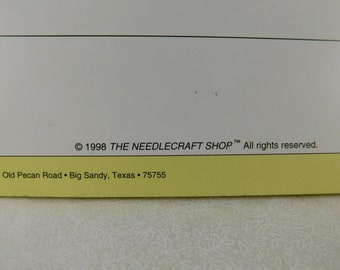 © 1998 THE NEEDLECRAFT SHOP™ All rights reserved.
Old Pecan Road • Big Sandy, Texas • 75755